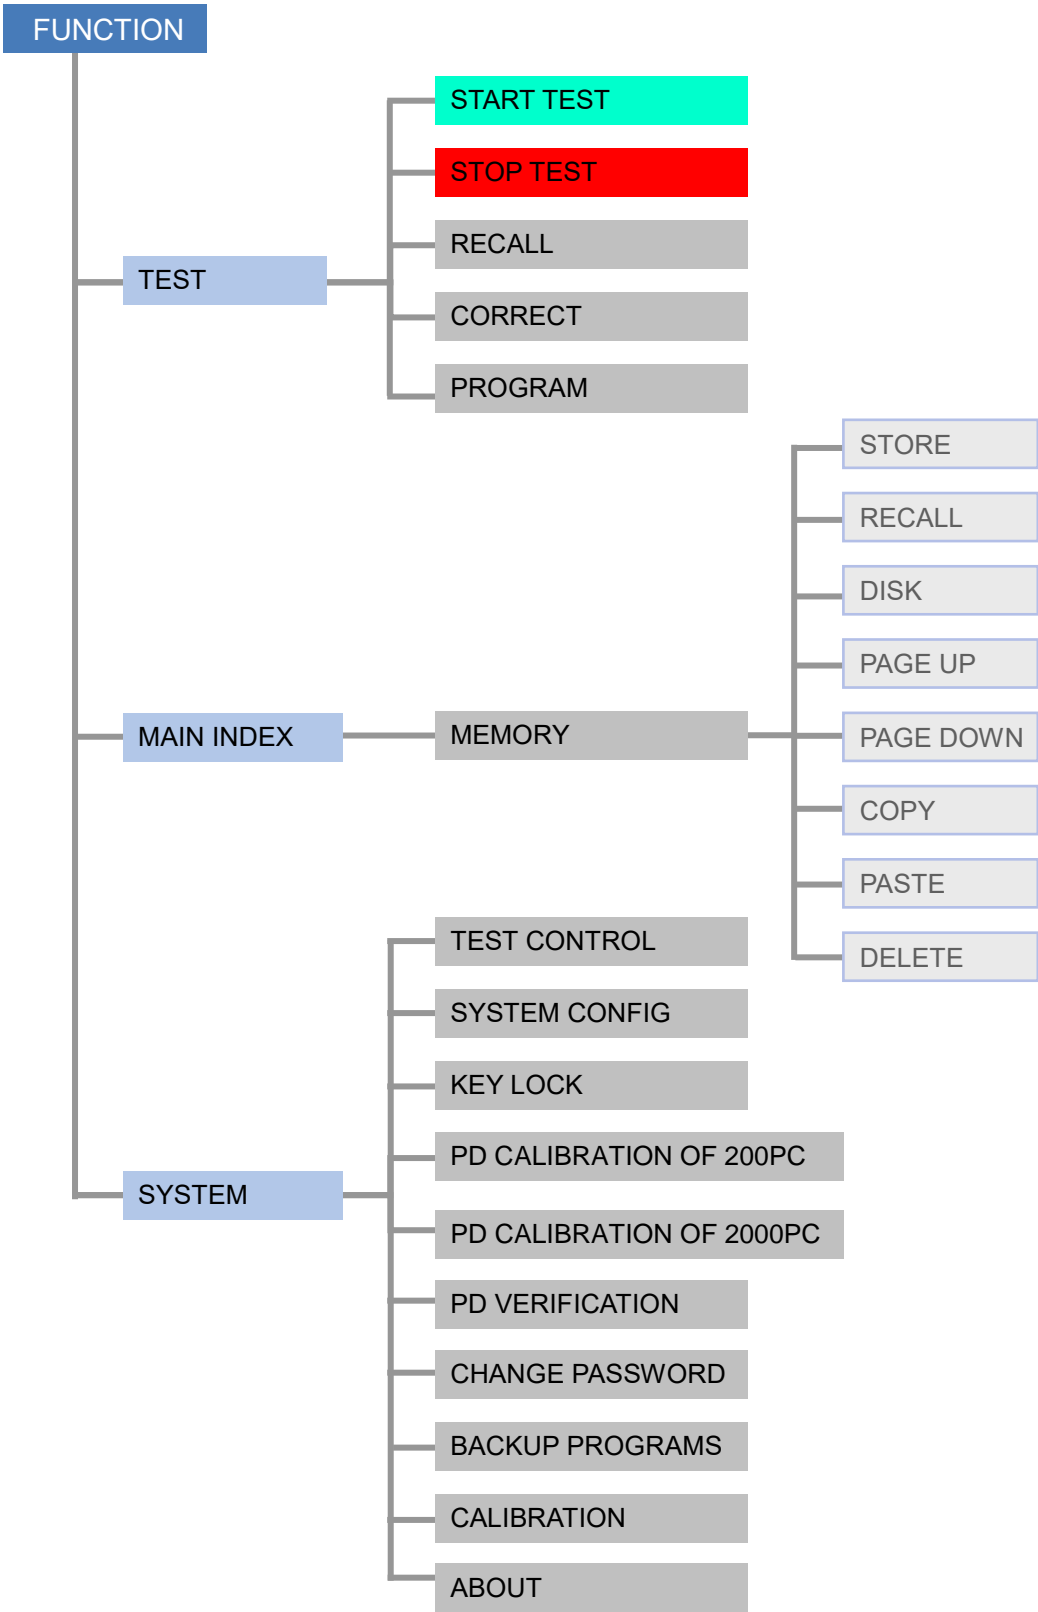 FUNCTION
START TEST
STOP TEST
RECALL
TEST
CORRECT
PROGRAM
STORE
RECALL
DISK
PAGE UP
MAIN INDEX
MEMORY
PAGE DOWN
COPY
PASTE
DELETE
TEST CONTROL
SYSTEM CONFIG
KEY LOCK
PD CALIBRATION OF 200PC
SYSTEM
PD CALIBRATION OF 2000PC
PD VERIFICATION
CHANGE PASSWORD
BACKUP PROGRAMS
CALIBRATION
ABOUT